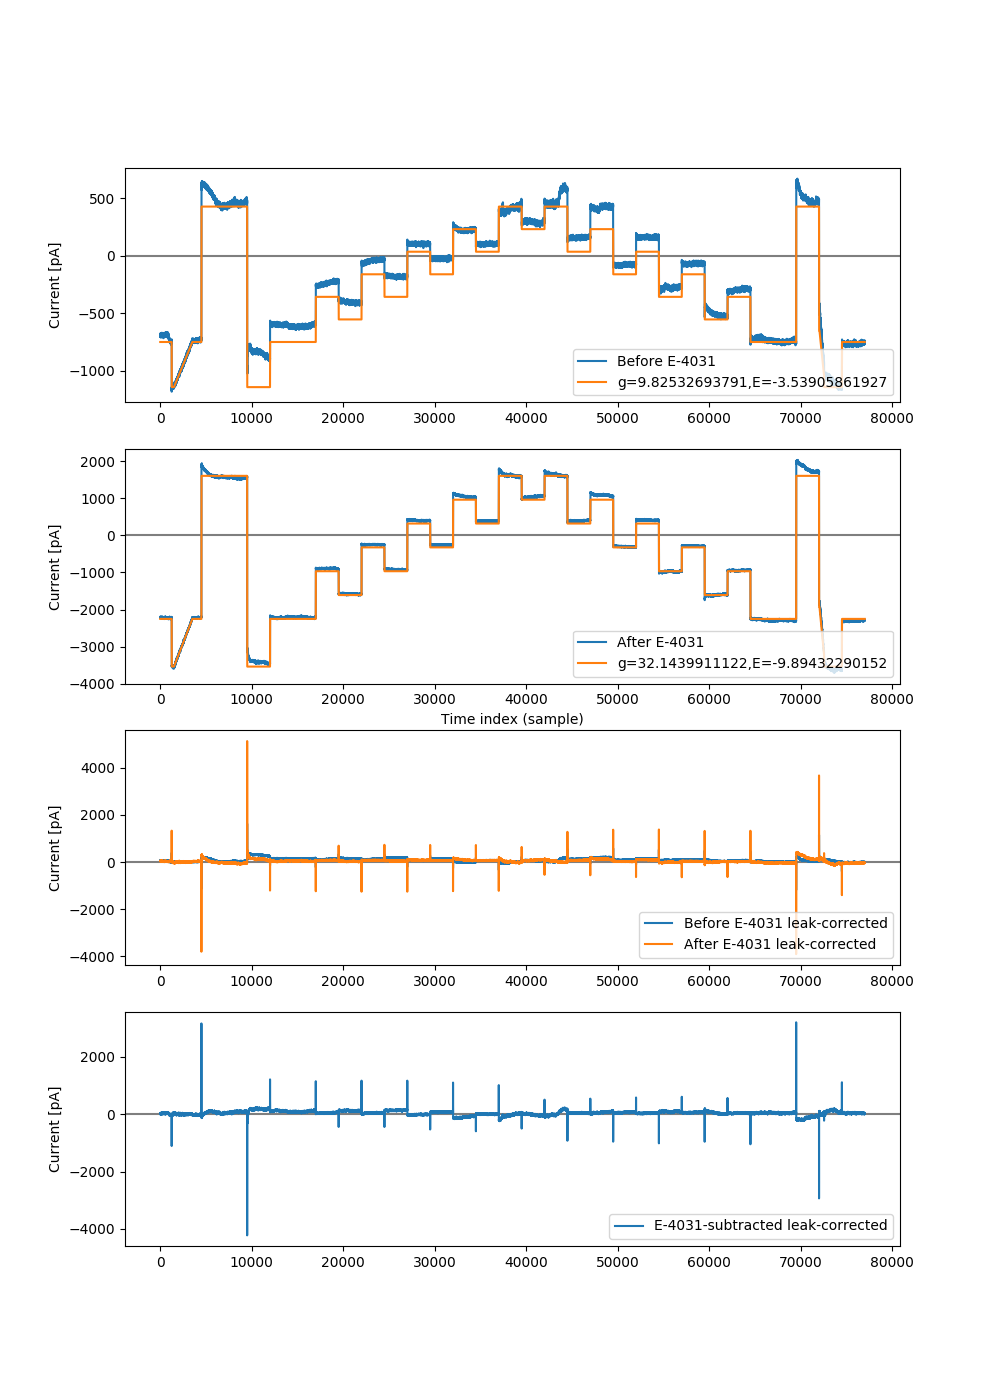 500
0
−500
−1000
Current [pA]
Before E-4031
g=9.82532693791,E=-3.53905861927
0 10000 20000 30000 40000 50000 60000 70000 80000
2000
1000
0
−1000
−2000
−3000
−4000
Current [pA]
After E-4031
g=32.1439911122,E=-9.89432290152
0 10000 20000 30000 40000 50000 60000 70000 80000
Time index (sample)
4000
2000
0
−2000
−4000
Current [pA]
Before E-4031 leak-corrected
After E-4031 leak-corrected
0 10000 20000 30000 40000 50000 60000 70000 80000
2000
0
−2000
−4000
Current [pA]
E-4031-subtracted leak-corrected
0 10000 20000 30000 40000 50000 60000 70000 80000